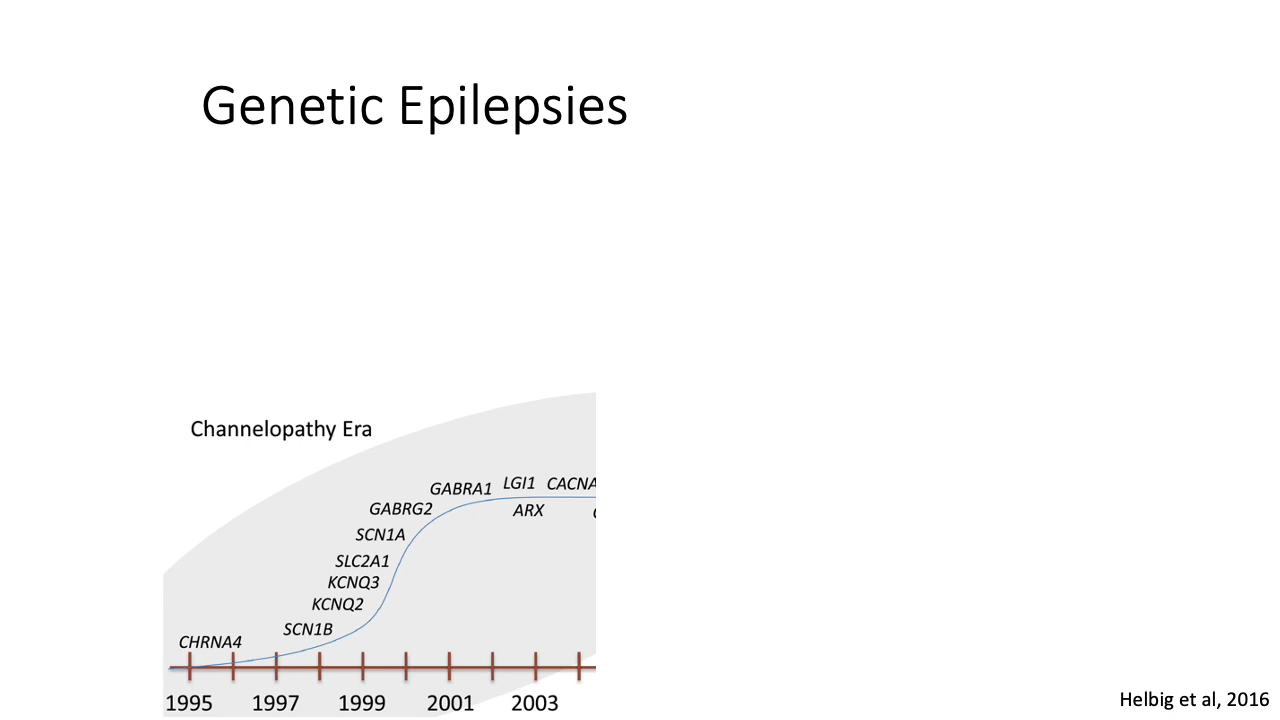 Genetic Epilepsies
Channelopathy Era
LGI1 CACNA
GABRA1
GABRG2
ARX
SCN1A
SLC2A1
KCNQ3
KCNQ2
SCN1B
CHRNA4
1995 1997 1999 2001 2003
Helbig et al, 2016